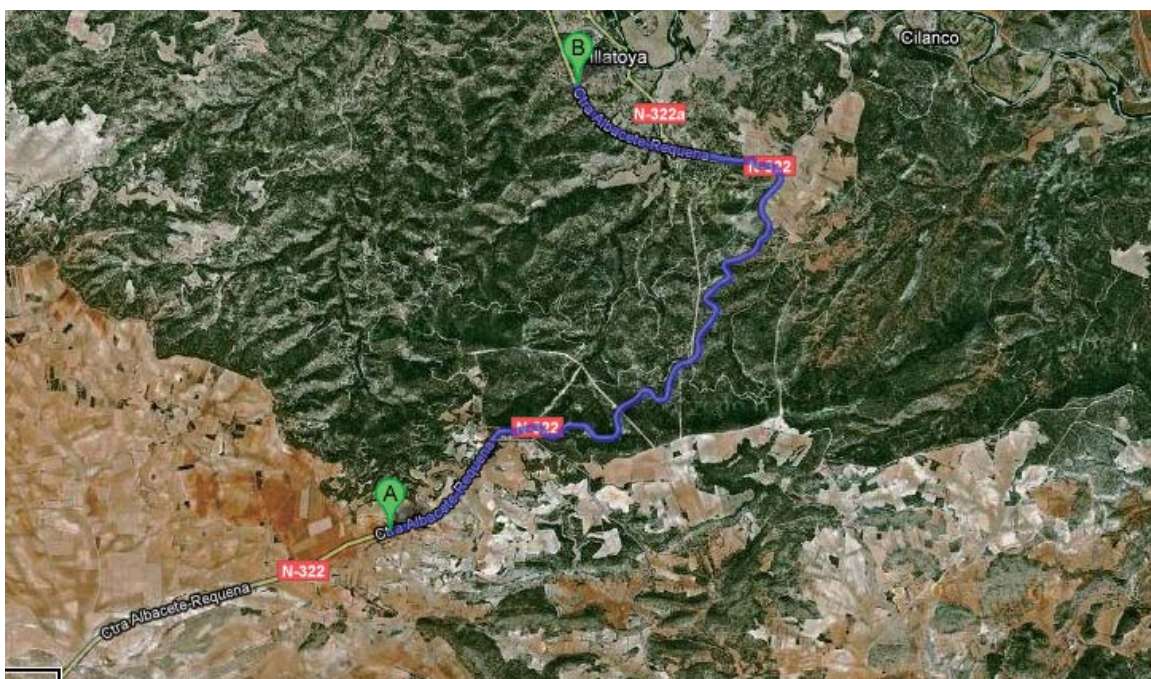 B
illatoya
Cilanco
N-322a
Ctra Albacete-Requena
N-322
N-322
A
Ctra Albacete-Requena
N-322
Ctra Albacete-Requena